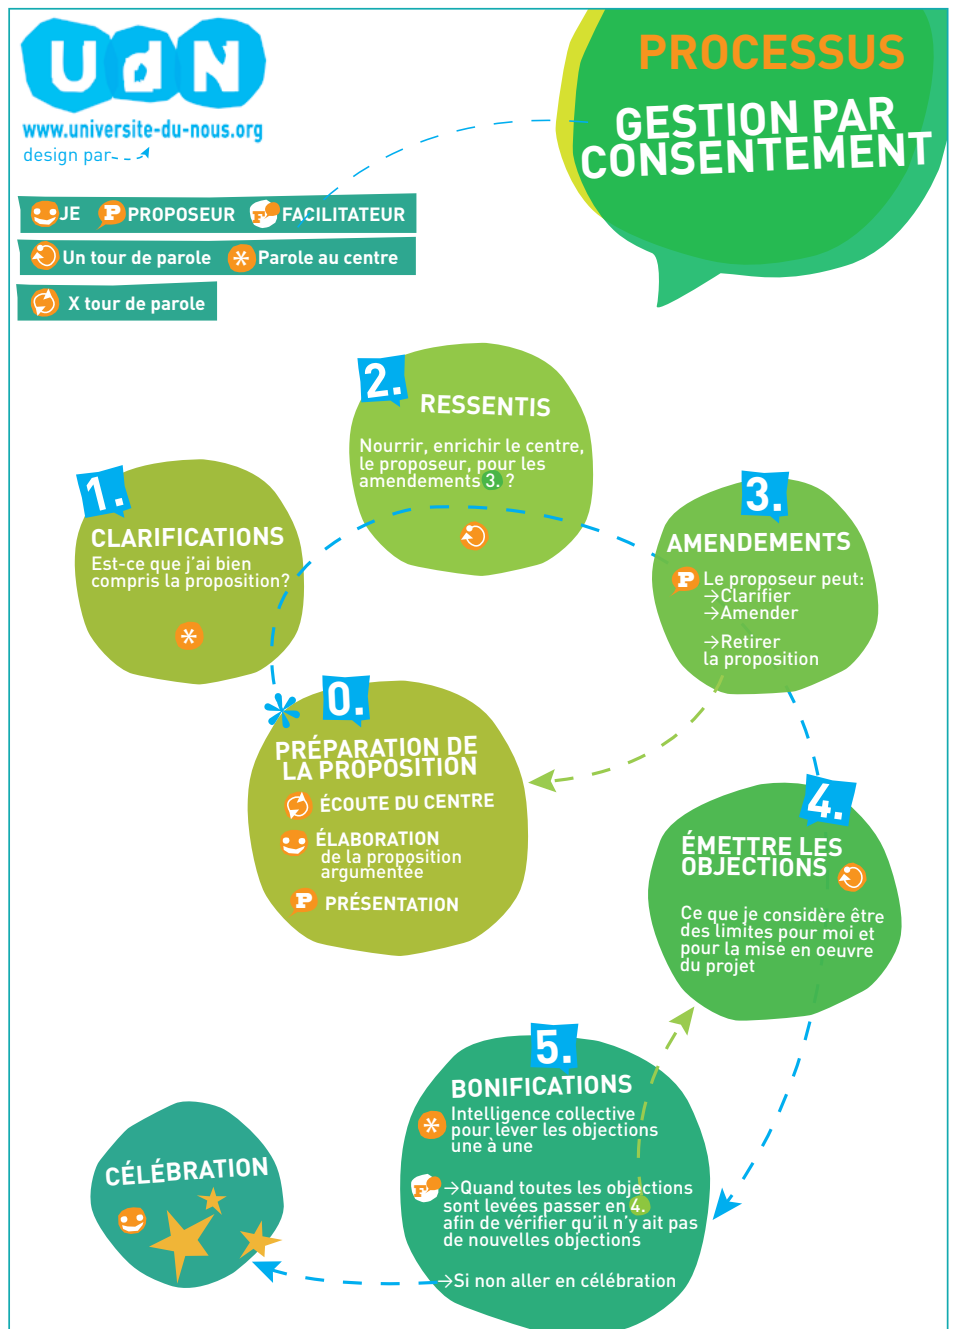 UdN
www.universite-du-nous.org
design par
PROCESSUS
GESTION PAR
CONSENTEMENT
JE P PROPOSEUR F FACILITATEUR
Un tour de parole * Parole au centre
X tour de parole
2.
RESSENTIS
Nourrir, enrichir le centre,
le proposeur, pour les
amendements 3. ?
1.
CLARIFICATIONS
Est-ce que j'ai bien
compris la proposition?
*
3.
AMENDEMENTS
P Le proposeur peut:
→Clarifier
→Amender
→Retirer
la proposition
0.
PRÉPARATION DE
LA PROPOSITION
ÉCOUTE DU CENTRE
ÉLABORATION
de la proposition
argumentée
P PRÉSENTATION
4.
ÉMETTRE LES
OBJECTIONS
Ce que je considère être
des limites pour moi et
pour la mise en oeuvre
du projet
5.
BONIFICATIONS
* Intelligence collective
pour lever les objections
une à une
F →Quand toutes les objections
sont levées passer en 4.
afin de vérifier qu'il n'y ait pas
de nouvelles objections
→Si non aller en célébration
CÉLÉBRATION